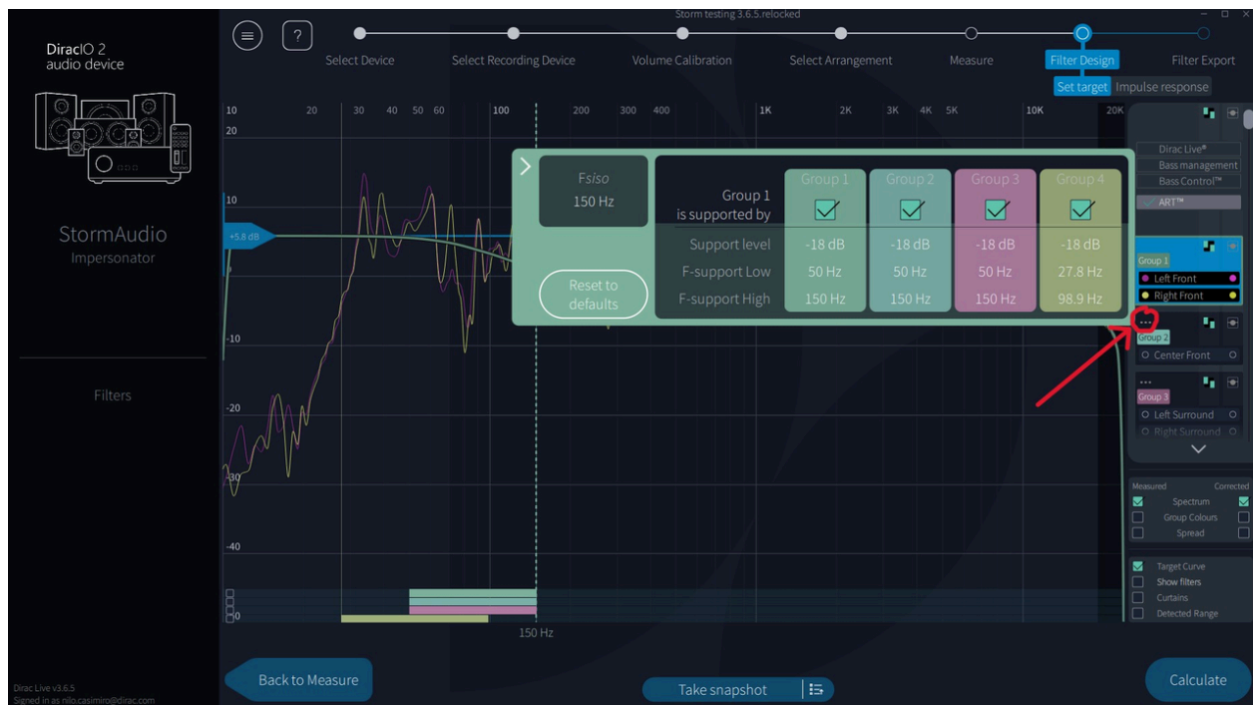 Storm testing 3.6.5.relocked
DiracIO 2
audio device
?
Select Device
Select Recording Device
Volume Calibration
Select Arrangement
Measure
Filter Design
Filter Export
Set target
Impulse response
10 20 30 40 50 60 100 200 300 400 1K 2K 3K 4K 5K 10K 20K
20
10
+5.8 dB
-10
-20
-30
-40
StormAudio
Impersonator
Filters
Fsiso
150 Hz
Reset to
defaults
Group 1
is supported by
Group 1 Group 2 Group 3 Group 4
Support level -18 dB -18 dB -18 dB -18 dB
F-support Low 50 Hz 50 Hz 50 Hz 27.8 Hz
F-support High 150 Hz 150 Hz 150 Hz 98.9 Hz
Dirac Live®
Bass management
Bass Control™
ART™
Group 1
Left Front
Right Front
...
Group 2
Center Front
...
Group 3
Left Surround
Right Surround
Measured Corrected
Spectrum
Group Colours
Spread
Target Curve
Show filters
Curtains
Detected Range
150 Hz
Back to Measure
Take snapshot
Calculate
Dirac Live v3.6.5
Signed in as nilo.casimiro@dirac.com